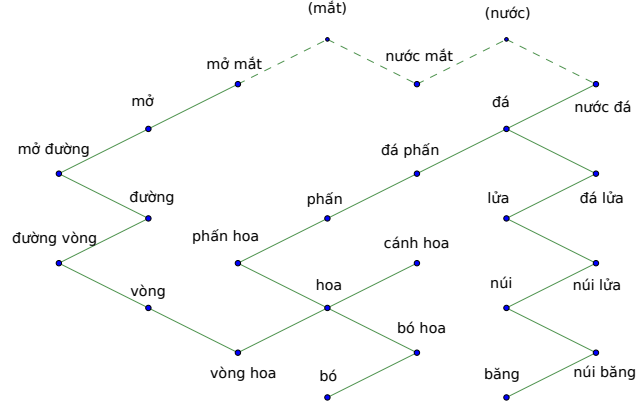 (mắt)
(nước)
mở mắt
nước mắt
mở
đá
nước đá
mở đường
đá phấn
đường
phấn
lửa
đá lửa
đường vòng
phấn hoa
cánh hoa
vòng
hoa
núi
núi lửa
bó hoa
vòng hoa
bó
băng
núi băng